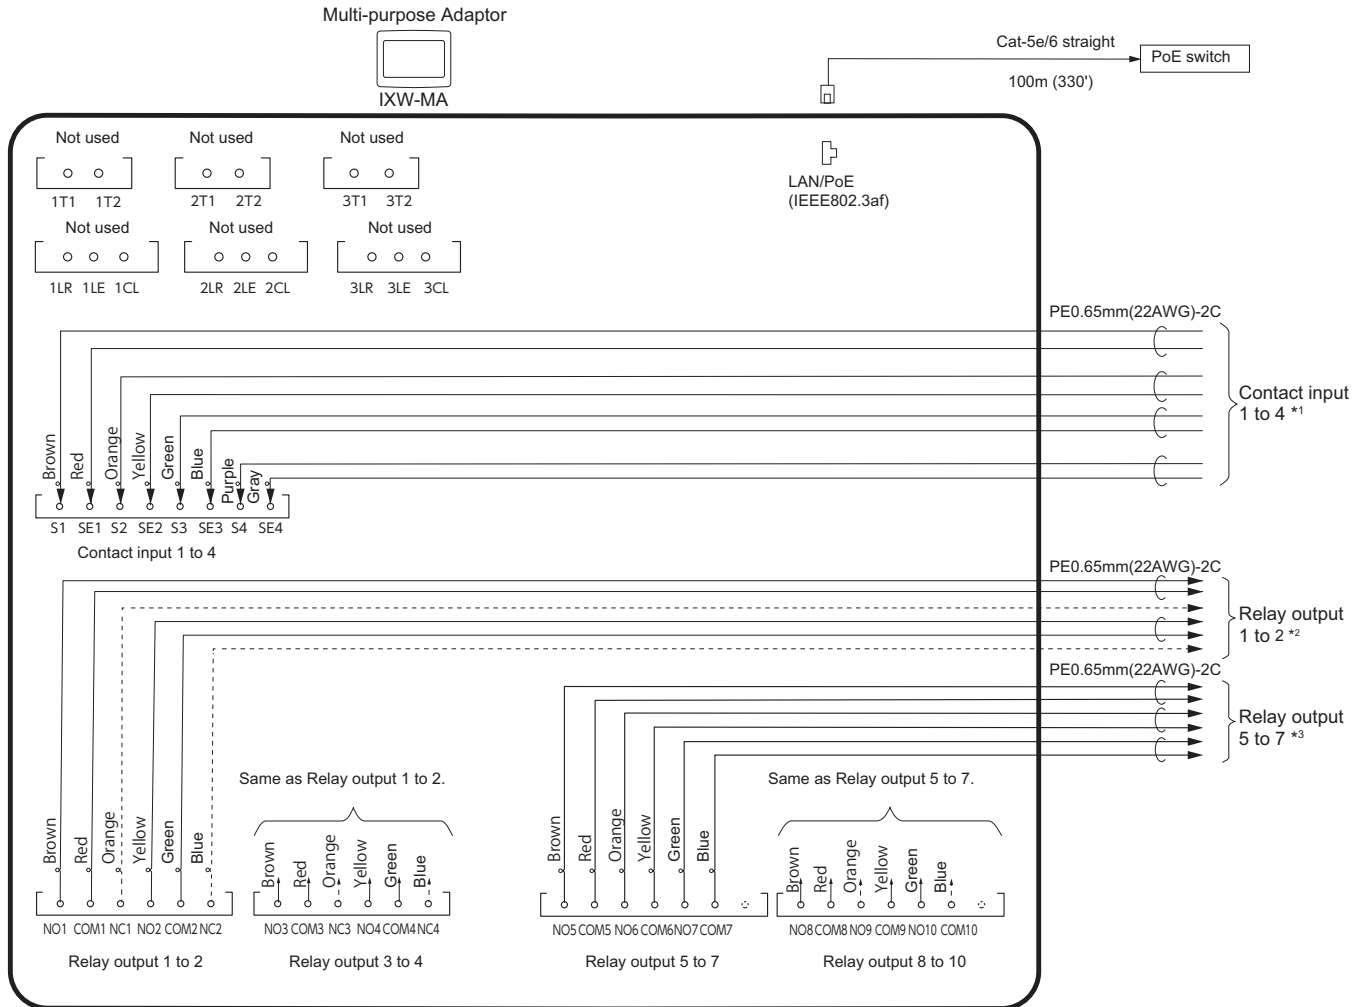 Multi-purpose Adaptor
IXW-MA
Cat-5e/6 straight
PoE switch
100m (330')
LAN/PoE
(IEEE802.3af)
Not used
Not used
Not used
1T1 1T2
2T1 2T2
3T1 3T2
Not used
Not used
Not used
1LR 1LE 1CL
2LR 2LE 2CL
3LR 3LE 3CL
PE0.65mm(22AWG)-2C
Contact input
1 to 4 *1
Brown
Red
Orange
Yellow
Green
Blue
Purple
Gray
S1 SE1 S2 SE2 S3 SE3 S4 SE4
Contact input 1 to 4
PE0.65mm(22AWG)-2C
Relay output
1 to 2 *2
PE0.65mm(22AWG)-2C
Relay output
5 to 7 *3
Same as Relay output 1 to 2.
Same as Relay output 5 to 7.
Brown
Red
Orange
Yellow
Green
Blue
Brown
Red
Orange
Yellow
Green
Blue
Brown
Red
Orange
Yellow
Green
Blue
Brown
Red
Orange
Yellow
Green
Blue
NO1 COM1 NC1 NO2 COM2 NC2
NO3 COM3 NC3 NO4 COM4 NC4
NO5 COM5 NO6 COM6 NO7 COM7
NO8 COM8 NO9 COM9 NO10 COM10
Relay output 1 to 2
Relay output 3 to 4
Relay output 5 to 7
Relay output 8 to 10